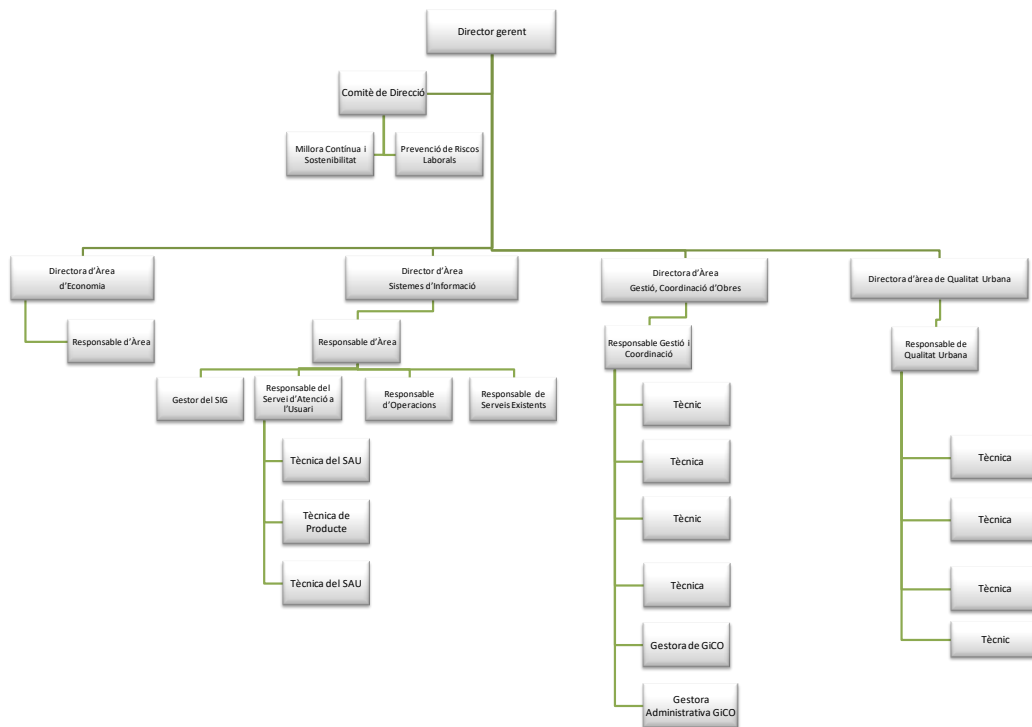 Director gerent
Comitè de Direcció
Millora Contínua i
Sostenibilitat
Prevenció de Riscos
Laborals
Directora d'Àrea
d'Economia
Director d'Àrea
Sistemes d'Informació
Directora d'Àrea
Gestió, Coordinació d'Obres
Directora d'àrea de Qualitat Urbana
Responsable d'Àrea
Responsable d'Àrea
Responsable Gestió i
Coordinació
Responsable de
Qualitat Urbana
Gestor del SIG
Responsable del
Servei d'Atenció a
l'Usuari
Responsable
d'Operacions
Responsable de
Serveis Existents
Tècnica del SAU
Tècnica de
Producte
Tècnica del SAU
Tècnic
Tècnica
Tècnic
Tècnica
Gestora de GiCO
Gestora
Administrativa GiCO
Tècnica
Tècnica
Tècnica
Tècnic